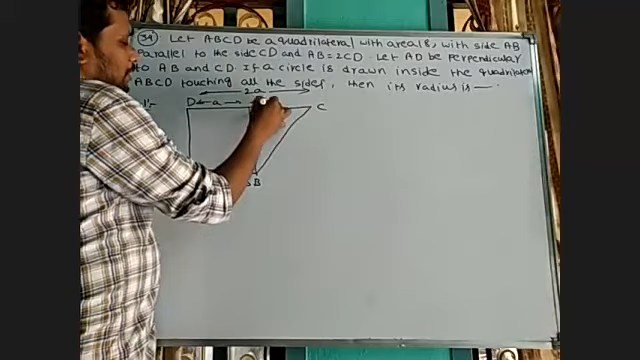 34 Let ABCD be a quadrilateral with area 18, with side AB
parallel to the side CD and AB = 2CD. Let AD be perpendicular
to AB and CD. If a circle is drawn inside the quadrilateral
ABCD touching all the sides, then its radius is —.
2a
D a C
B